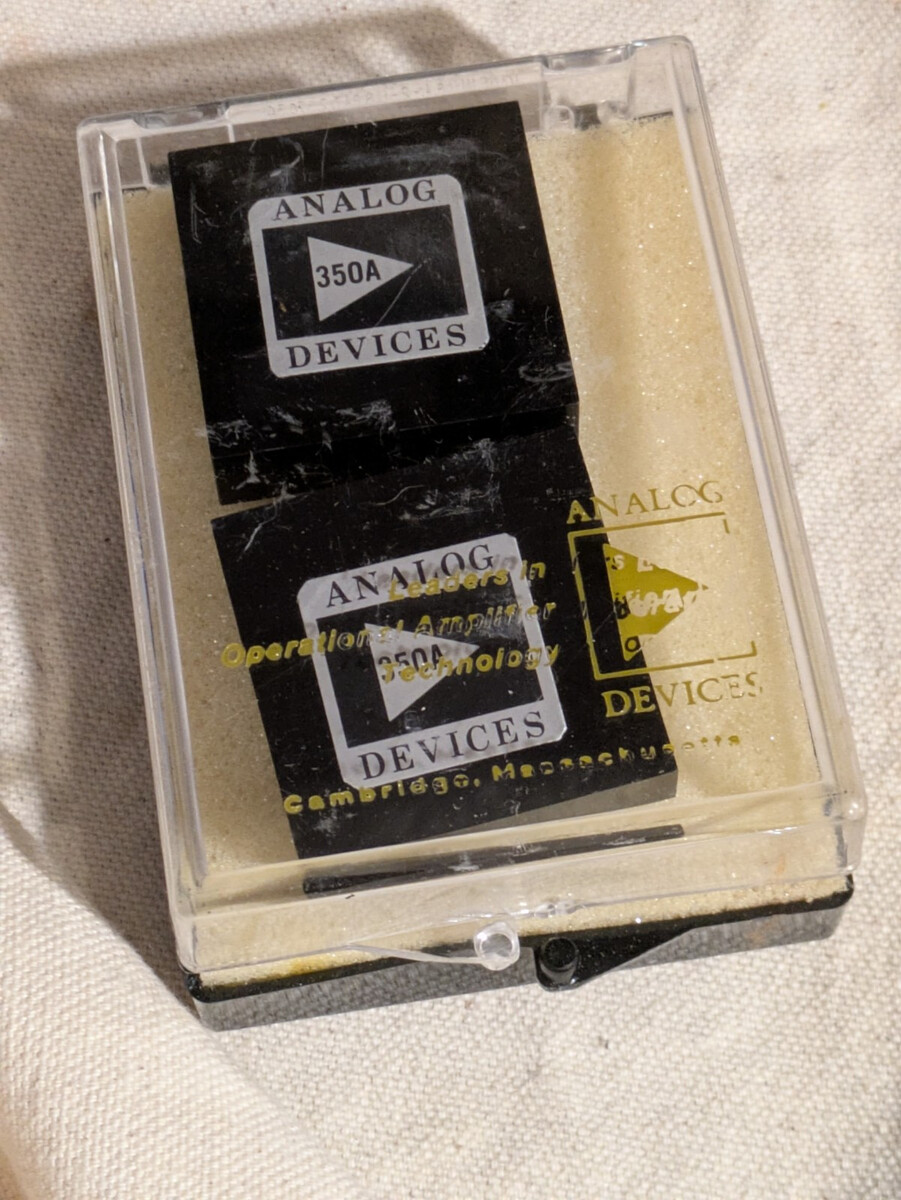 ANALOG
350A
DEVICES
ANALOG
350A
DEVICES
Leaders in
Operational Amplifier
Technology
ANALOG
DEVICES
Cambridge, Massachusetts